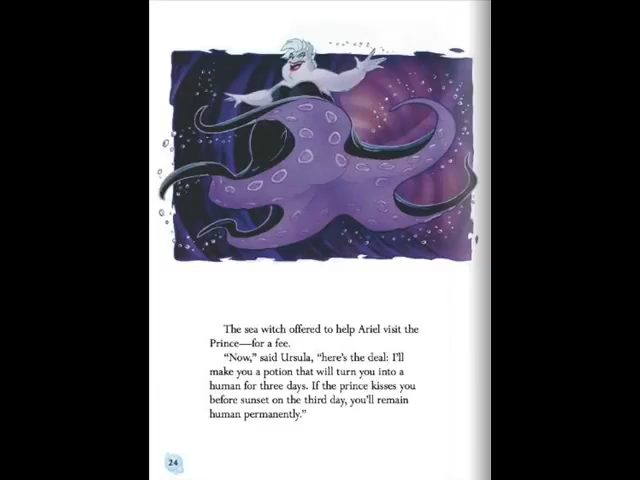 The sea witch offered to help Ariel visit the
Prince—for a fee.
“Now,” said Ursula, “here’s the deal: I’ll
make you a potion that will turn you into a
human for three days. If the prince kisses you
before sunset on the third day, you’ll remain
human permanently.”
24